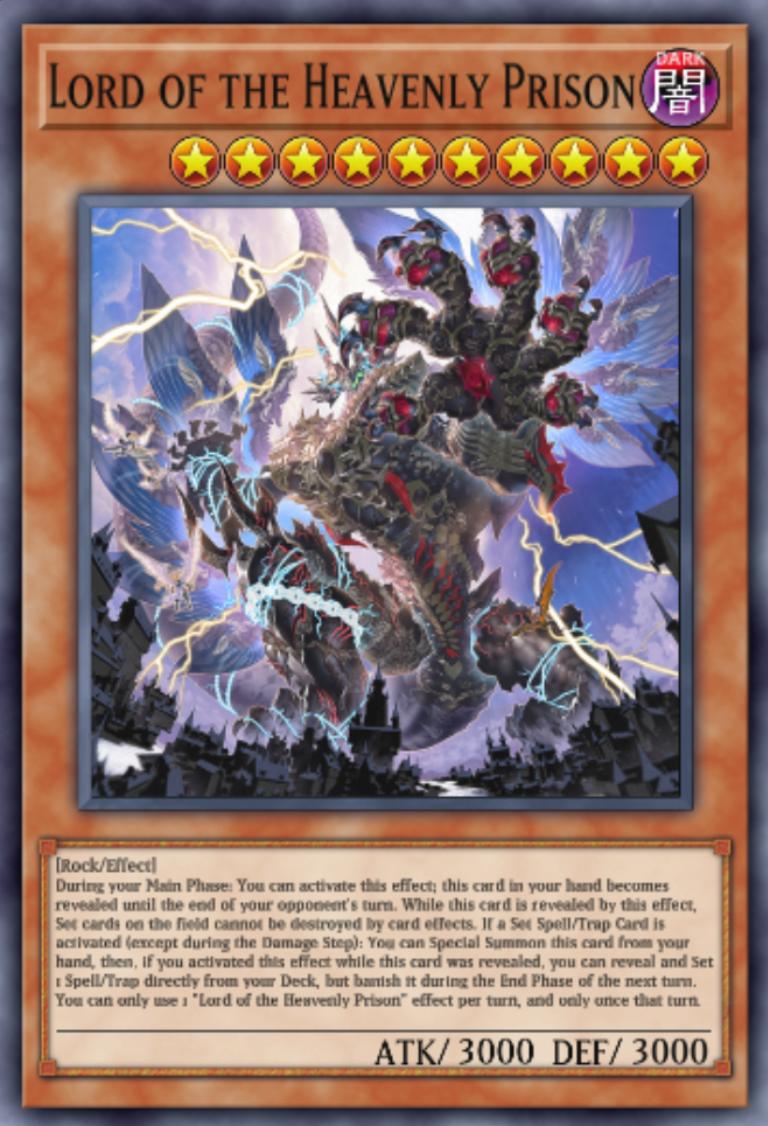 LORD OF THE HEAVENLY PRISON
DARK
闇
[Rock/Effect]
During your Main Phase: You can activate this effect; this card in your hand becomes
revealed until the end of your opponent's turn. While this card is revealed by this effect,
Set cards on the field cannot be destroyed by card effects. If a Set Spell/Trap Card is
activated (except during the Damage Step): You can Special Summon this card from your
hand, then, if you activated this effect while this card was revealed, you can reveal and Set
1 Spell/Trap directly from your Deck, but banish it during the End Phase of the next turn.
You can only use 1 "Lord of the Heavenly Prison" effect per turn, and only once that turn.
ATK/ 3000 DEF/ 3000